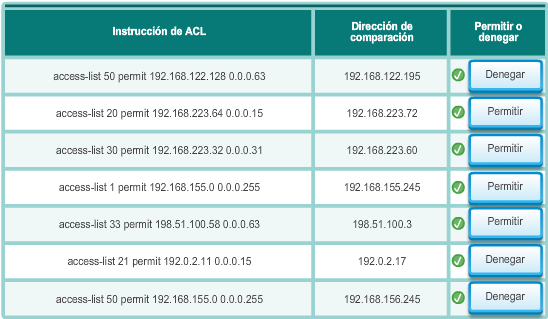 Instrucción de ACL Dirección de comparación Permitir o denegar
access-list 50 permit 192.168.122.128 0.0.0.63 192.168.122.195 Denegar
access-list 20 permit 192.168.223.64 0.0.0.15 192.168.223.72 Permitir
access-list 30 permit 192.168.223.32 0.0.0.31 192.168.223.60 Permitir
access-list 1 permit 192.168.155.0 0.0.0.255 192.168.155.245 Permitir
access-list 33 permit 198.51.100.58 0.0.0.63 198.51.100.3 Permitir
access-list 21 permit 192.0.2.11 0.0.0.15 192.0.2.17 Denegar
access-list 50 permit 192.168.155.0 0.0.0.255 192.168.156.245 Denegar